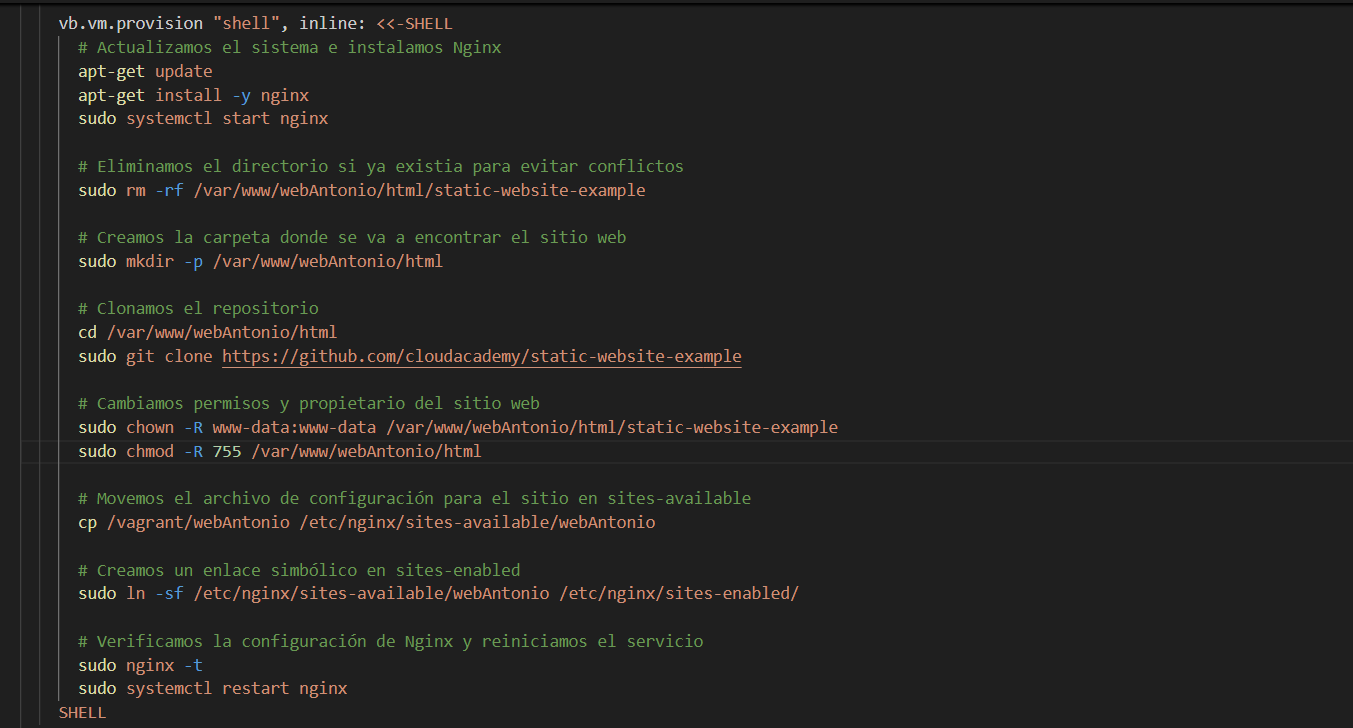 vb.vm.provision "shell", inline: <<-SHELL
# Actualizamos el sistema e instalamos Nginx
apt-get update
apt-get install -y nginx
sudo systemctl start nginx
# Eliminamos el directorio si ya existia para evitar conflictos
sudo rm -rf /var/www/webAntonio/html/static-website-example
# Creamos la carpeta donde se va a encontrar el sitio web
sudo mkdir -p /var/www/webAntonio/html
# Clonamos el repositorio
cd /var/www/webAntonio/html
sudo git clone https://github.com/cloudacademy/static-website-example
# Cambiamos permisos y propietario del sitio web
sudo chown -R www-data:www-data /var/www/webAntonio/html/static-website-example
sudo chmod -R 755 /var/www/webAntonio/html
# Movemos el archivo de configuración para el sitio en sites-available
cp /vagrant/webAntonio /etc/nginx/sites-available/webAntonio
# Creamos un enlace simbólico en sites-enabled
sudo ln -sf /etc/nginx/sites-available/webAntonio /etc/nginx/sites-enabled/
# Verificamos la configuración de Nginx y reiniciamos el servicio
sudo nginx -t
sudo systemctl restart nginx
SHELL